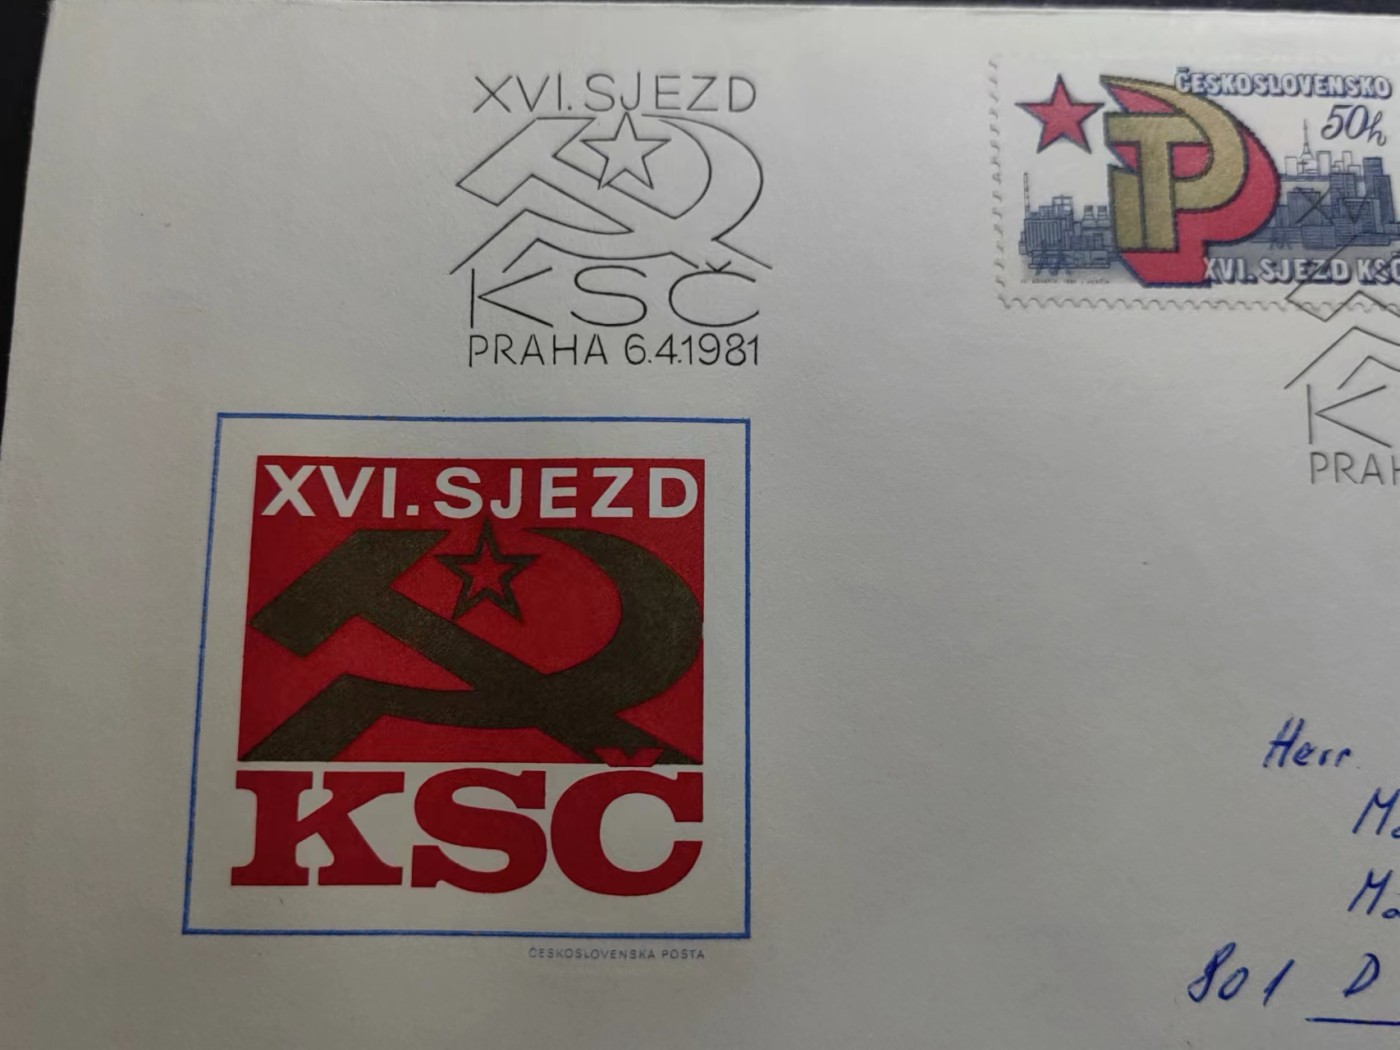 XVI. SJEZD
KSČ
PRAHA 6.4.1981
ČESKOSLOVENSKO
50h
XVI. SJEZD KSČ
XV
K
PRAH
XVI. SJEZD
KSČ
ČESKOSLOVENSKÁ POŠTA
Herr
801 D